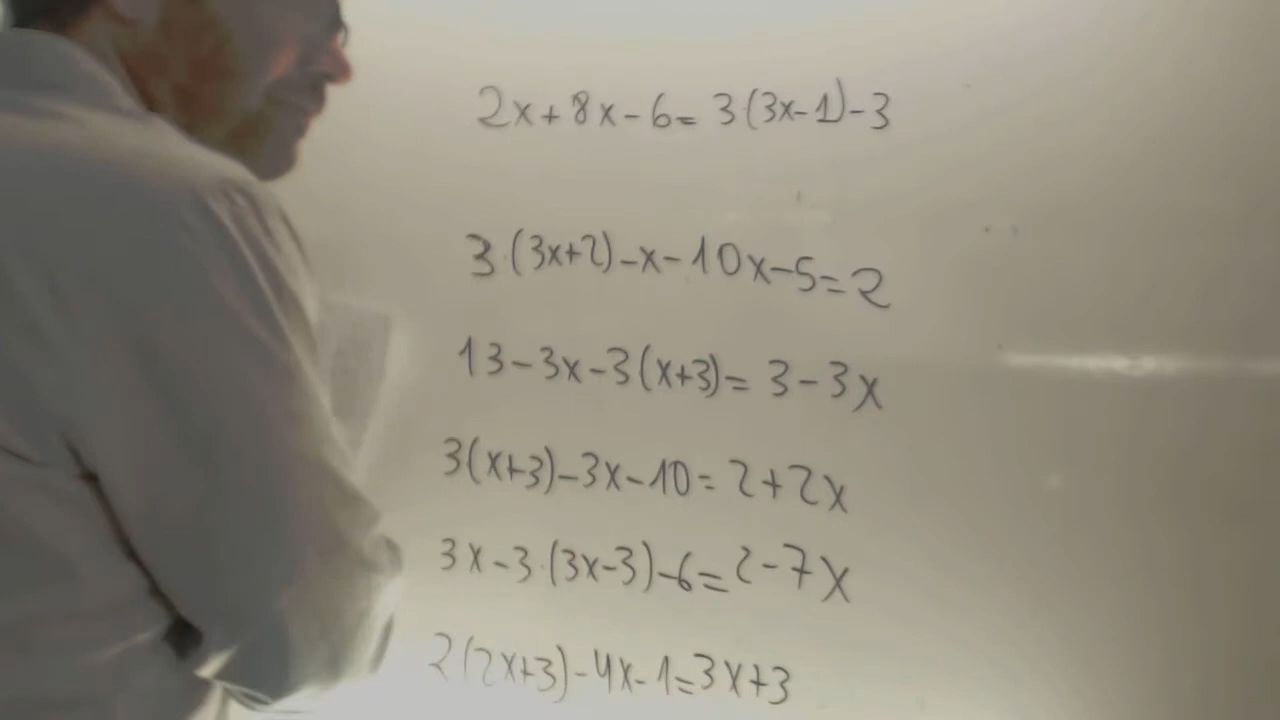 2x+8x-6=3(3x-1)-3
3·(3x+2)-x-10x-5=2
13-3x-3(x+3)=3-3x
3(x+3)-3x-10=2+2x
3x-3·(3x-3)-6=2-7x
2(2x+3)-4x-1=3x+3